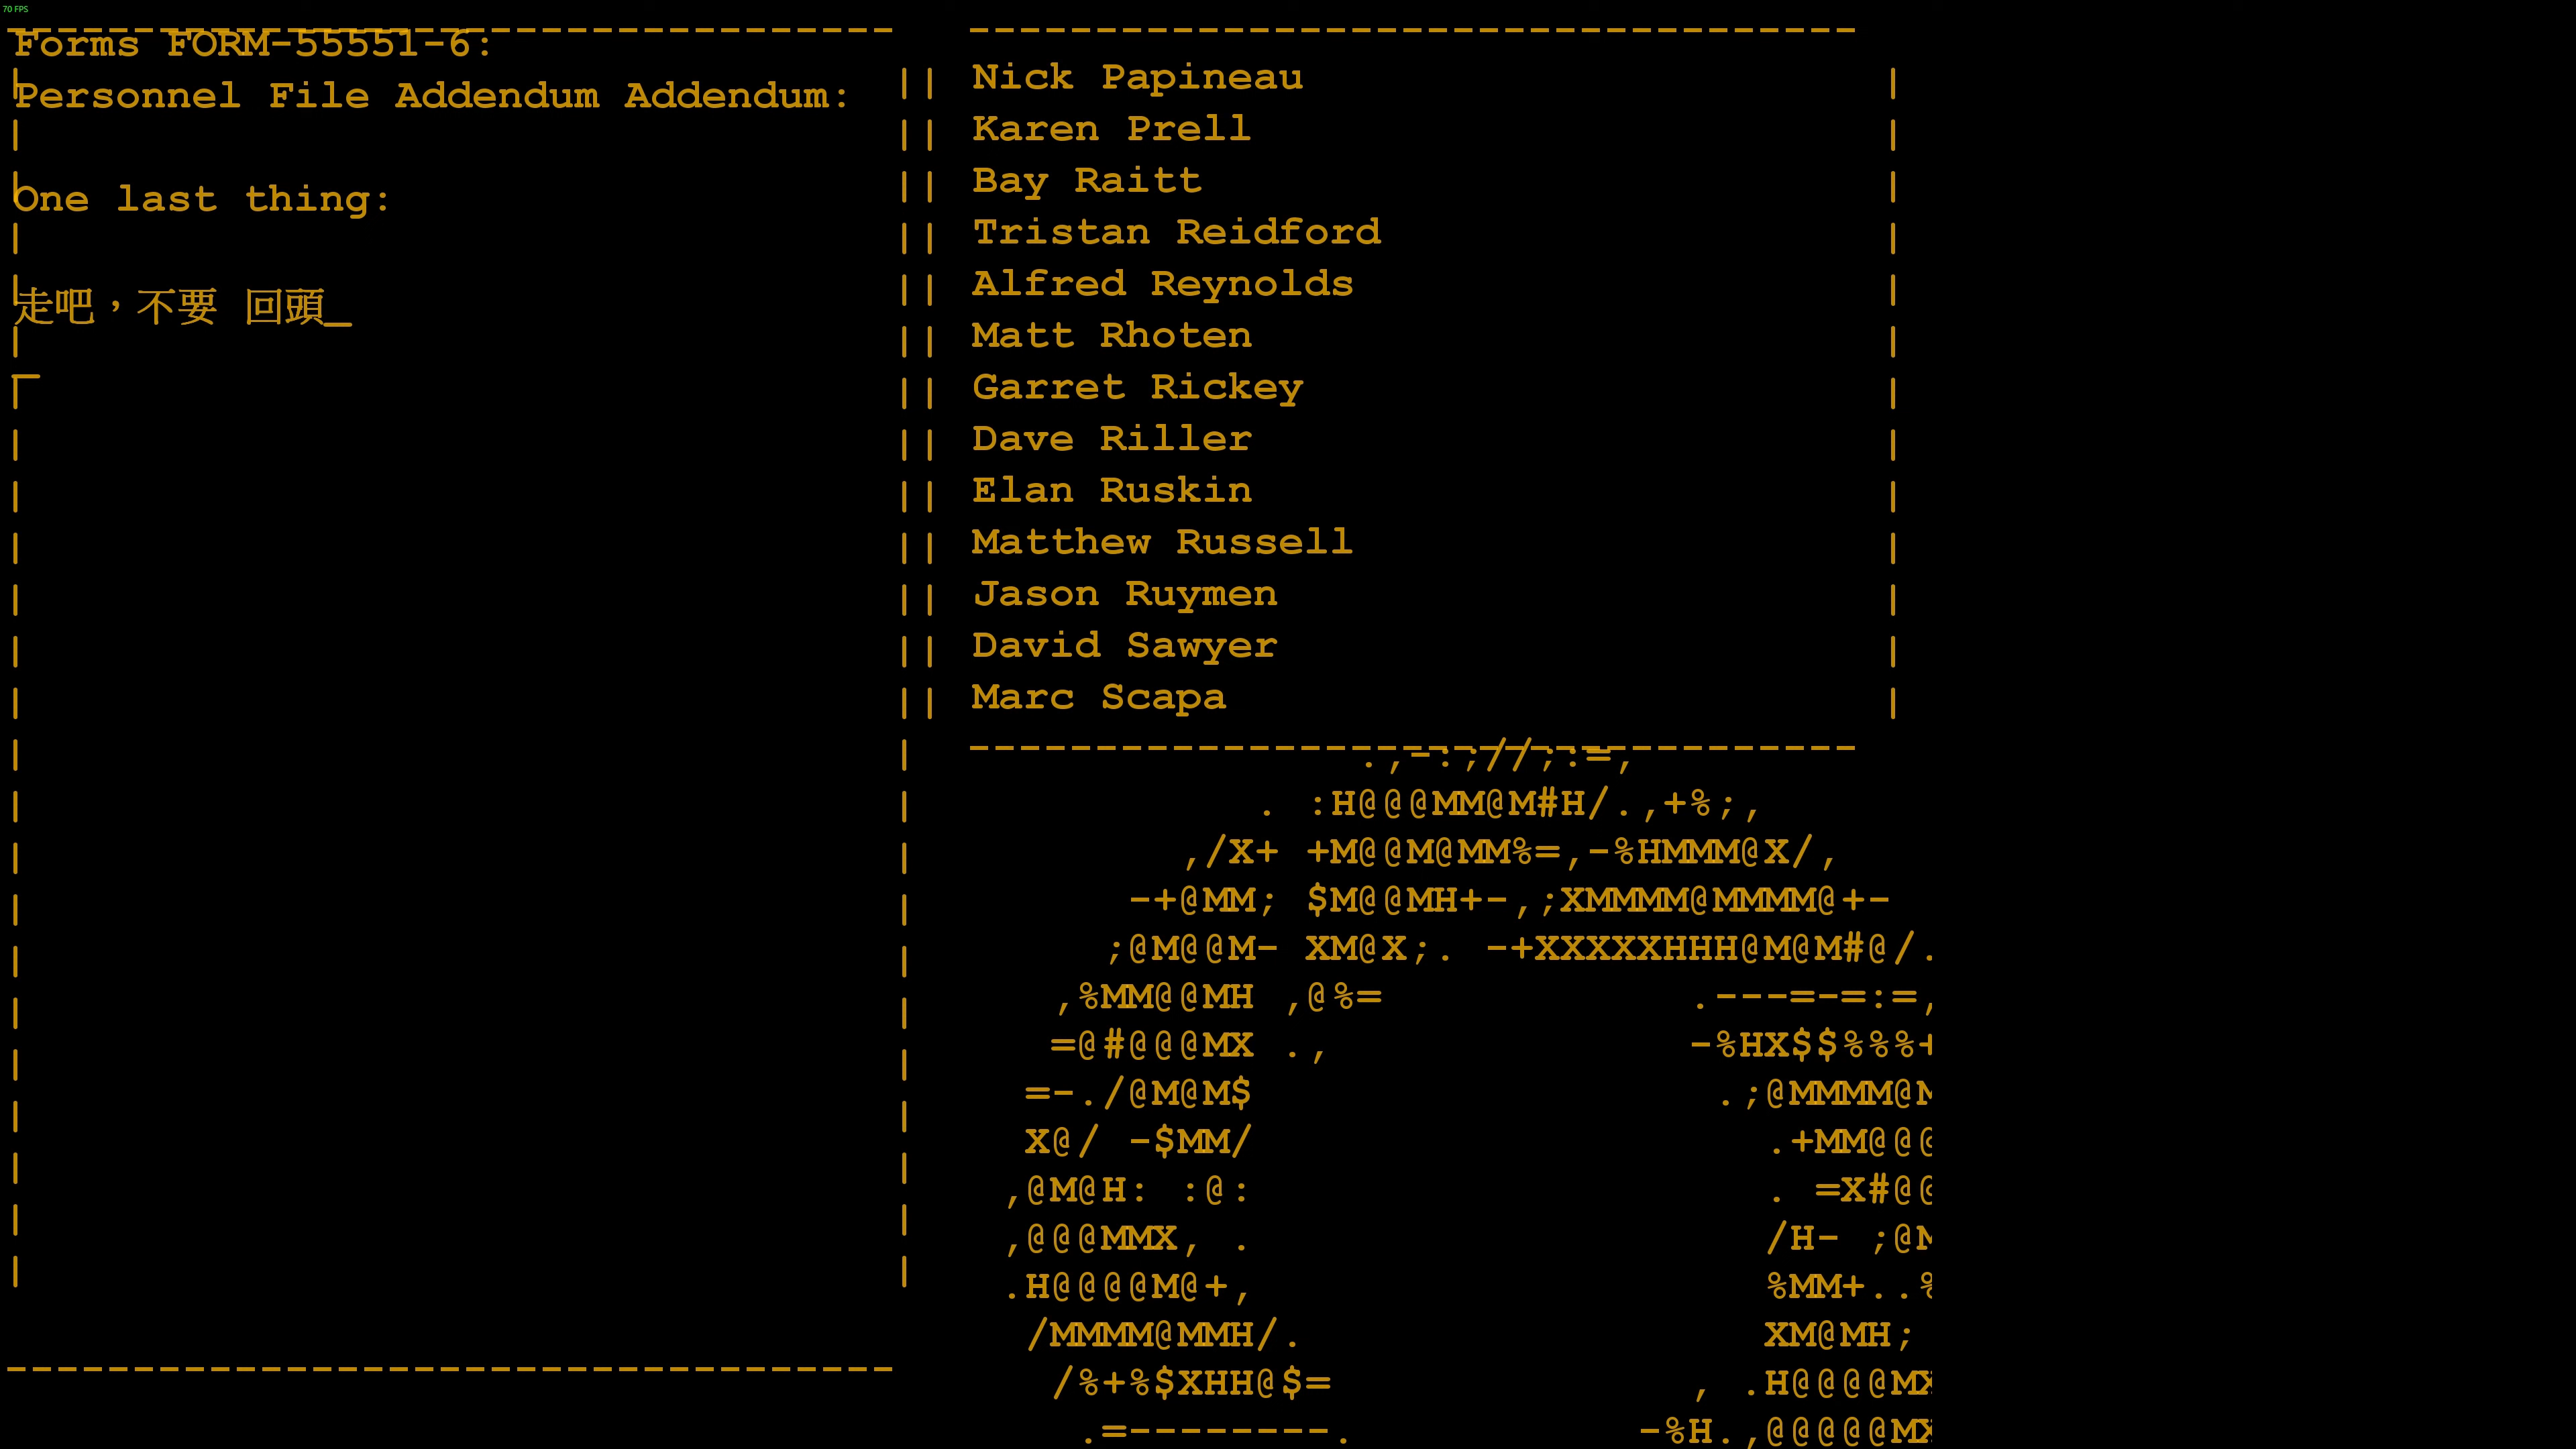 70 FPS
Forms FORM-55551-6:
Personnel File Addendum Addendum:
One last thing:
走吧，不要 回頭_
_
Nick Papineau
Karen Prell
Bay Raitt
Tristan Reidford
Alfred Reynolds
Matt Rhoten
Garret Rickey
Dave Riller
Elan Ruskin
Matthew Russell
Jason Ruymen
David Sawyer
Marc Scapa